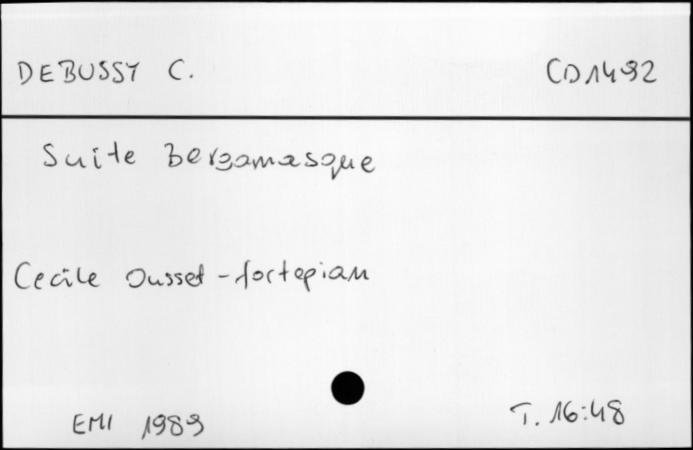 DEBUSSY C. CD1492
Suite Bergamasque
Cecile Ousset - fortepian
EMI 1989 T. 16:48